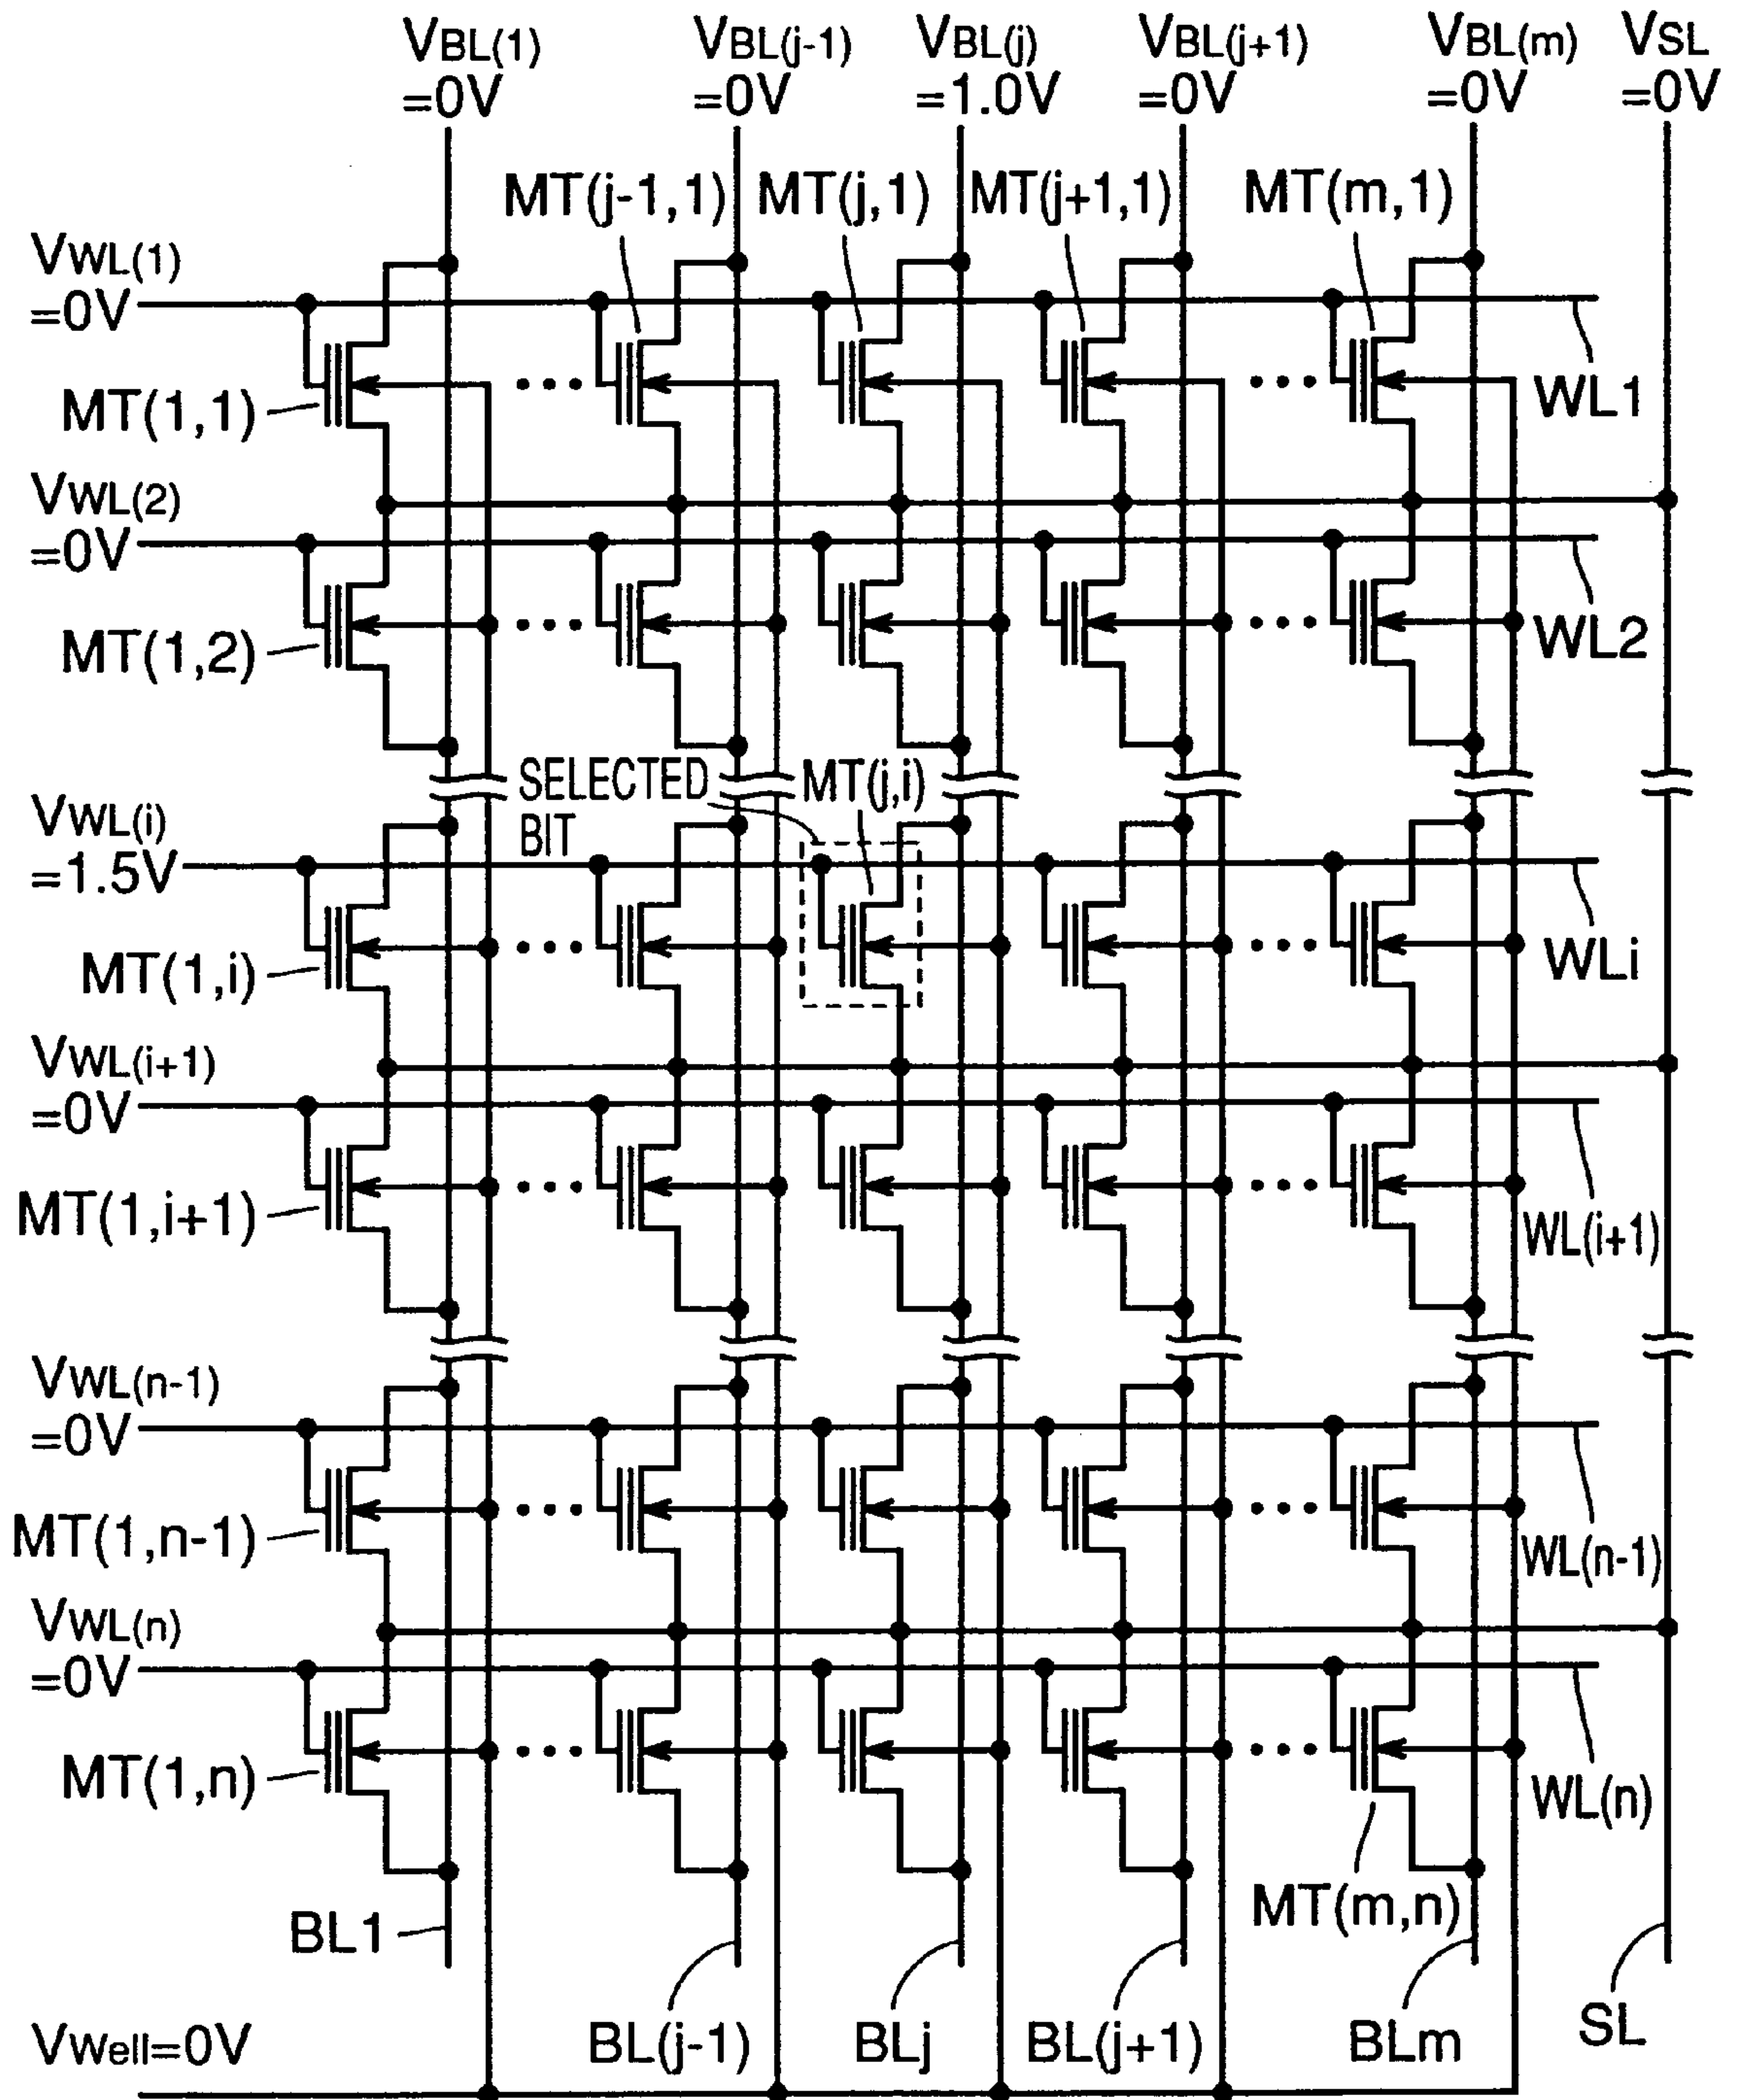 VBL(1)
=0V
VBL(j-1)
=0V
VBL(j)
=1.0V
VBL(j+1)
=0V
VBL(m)
=0V
VSL
=0V
MT(j-1,1)
MT(j,1)
MT(j+1,1)
MT(m,1)
VWL(1)
=0V
MT(1,1)
WL1
VWL(2)
=0V
MT(1,2)
WL2
SELECTED
BIT
MT(j,i)
VWL(i)
=1.5V
MT(1,i)
WLi
VWL(i+1)
=0V
MT(1,i+1)
WL(i+1)
VWL(n-1)
=0V
MT(1,n-1)
WL(n-1)
VWL(n)
=0V
MT(1,n)
WL(n)
MT(m,n)
BL1
BL(j-1)
BLj
BL(j+1)
BLm
SL
VWell=0V